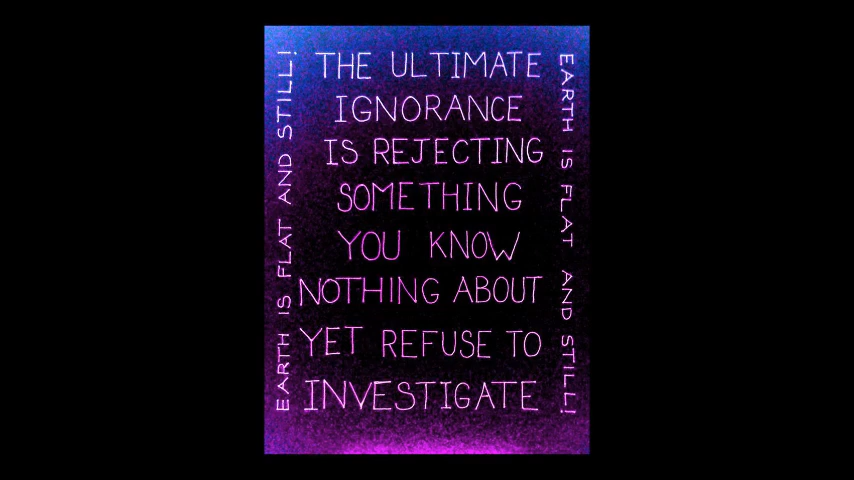 EARTH IS FLAT AND STILL!
THE ULTIMATE
IGNORANCE
IS REJECTING
SOMETHING
YOU KNOW
NOTHING ABOUT
YET REFUSE TO
INVESTIGATE
EARTH IS FLAT AND STILL!